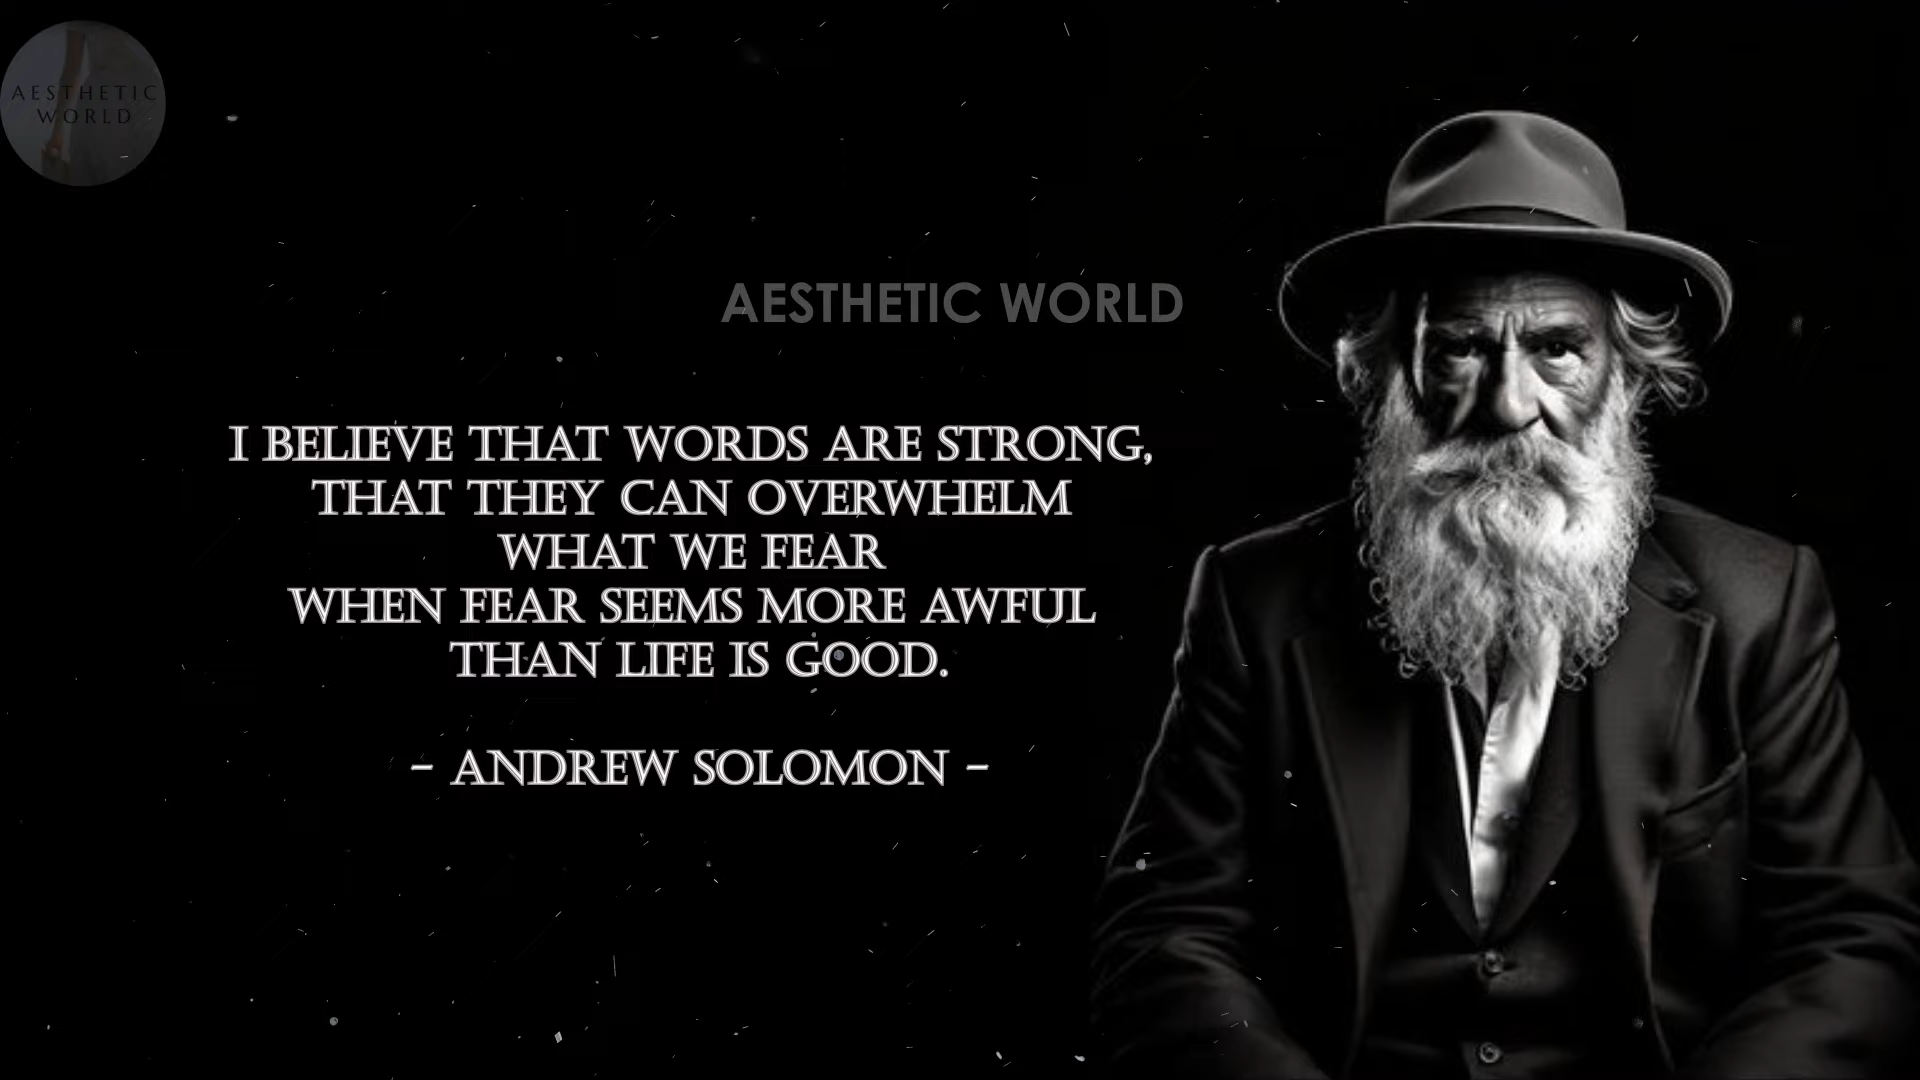 AESTHETIC
WORLD
AESTHETIC WORLD
I BELIEVE THAT WORDS ARE STRONG,
THAT THEY CAN OVERWHELM
WHAT WE FEAR
WHEN FEAR SEEMS MORE AWFUL
THAN LIFE IS GOOD.
- ANDREW SOLOMON -